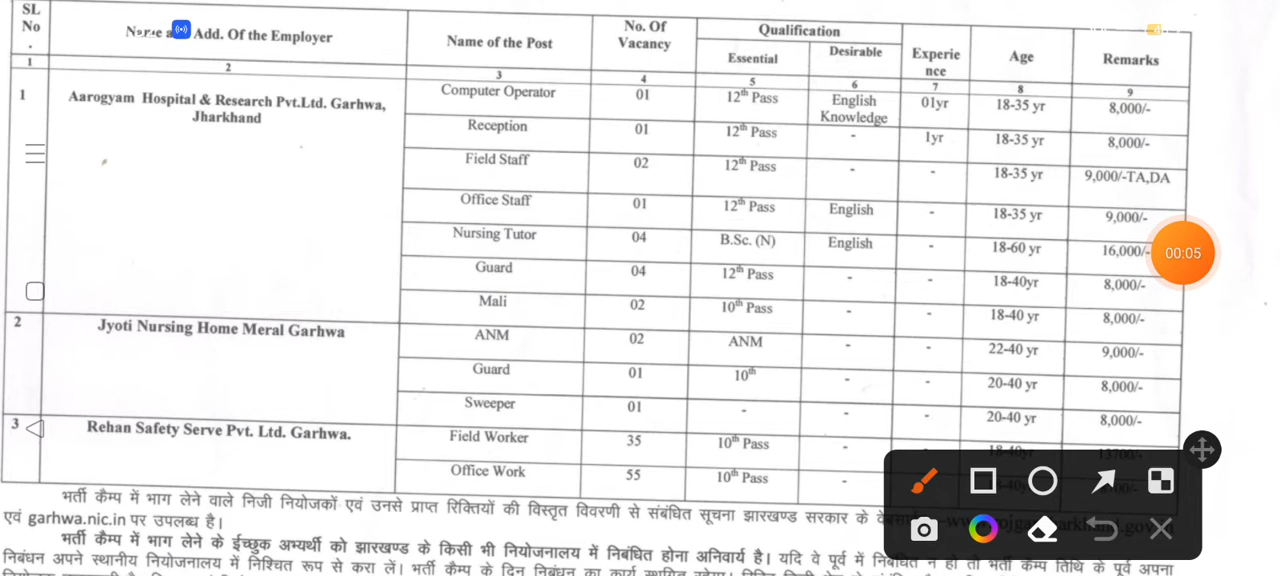 SL No . Add. Of the Employer Name of the Post No. Of Vacancy Qualification Experie nce Age Remarks
Essential Desirable
1 2 3 4 5 6 7 8 9
1 Aarogyam Hospital & Research Pvt.Ltd. Garhwa, Jharkhand Computer Operator 01 12th Pass English Knowledge 01yr 18-35 yr 8,000/-
Reception 01 12th Pass - 1yr 18-35 yr 8,000/-
Field Staff 02 12th Pass - - 18-35 yr 9,000/-TA,DA
Office Staff 01 12th Pass English - 18-35 yr 9,000/-
Nursing Tutor 04 B.Sc. (N) English - 18-60 yr 16,000/-
00:05
Guard 04 12th Pass - - 18-40yr 8,000/-
Mali 02 10th Pass - - 18-40 yr 8,000/-
2 Jyoti Nursing Home Meral Garhwa ANM 02 ANM - - 22-40 yr 9,000/-
Guard 01 10th - - 20-40 yr 8,000/-
Sweeper 01 - - - 20-40 yr 8,000/-
3 Rehan Safety Serve Pvt. Ltd. Garhwa. Field Worker 35 10th Pass - - 18-40yr
Office Work 55 10th Pass -
भर्ती कैम्प में भाग लेने वाले निजी नियोजकों एवं उनसे प्राप्त रिक्तियों की विस्तृत विवरणी से संबंधित सूचना झारखण्ड सरकार के
एवं garhwa.nic.in पर उपलब्ध है।
भर्ती कैम्प में भाग लेने के ईच्छुक अभ्यर्थी को झारखण्ड के किसी भी नियोजनालय में निबंधित होना अनिवार्य है। यदि वे पूर्व में निबंधित न हो तो भर्ती कैम्प तिथि के पूर्व अपना
निबंधन अपने स्थानीय नियोजनालय में निश्चित रूप से करा लें। भर्ती कैम्प के दिन निबंधन का कार्य स्थगित रहेगा।